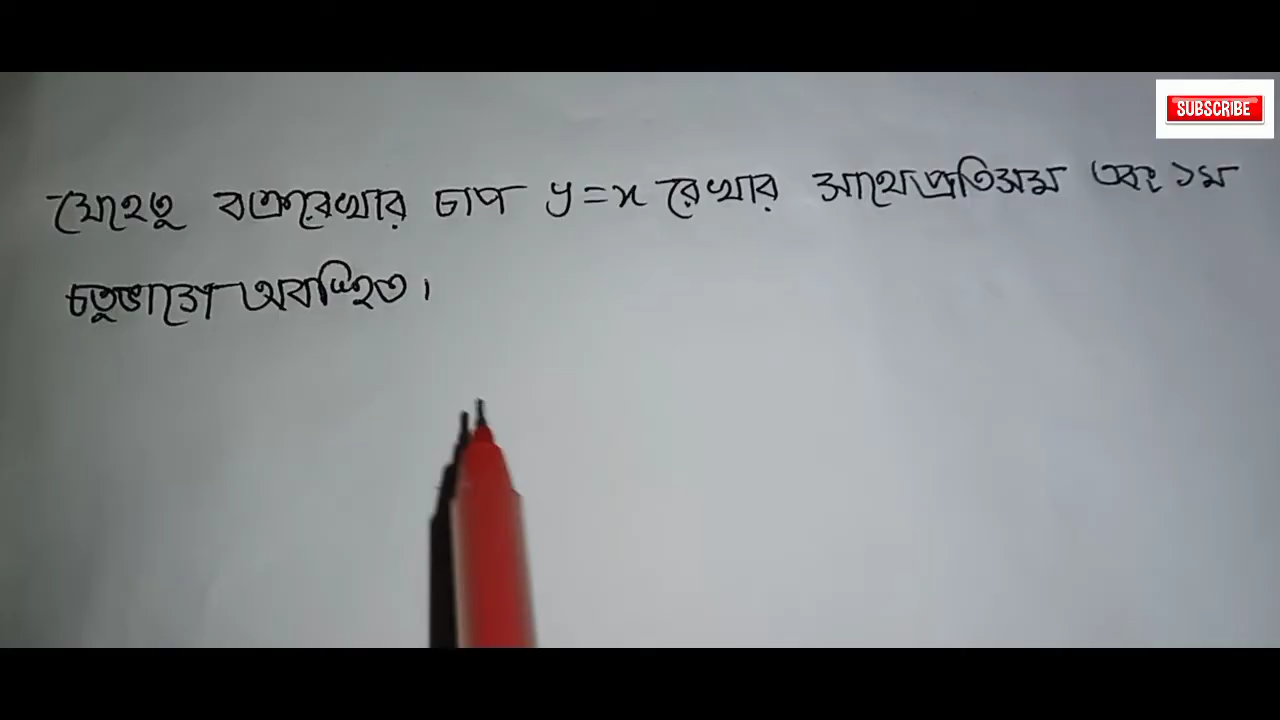 SUBSCRIBE
যেহেতু বক্ররেখার চাপ y = x রেখার সাথে প্রতিসম এবং ১ম
চতুর্ভাগে অবস্থিত।